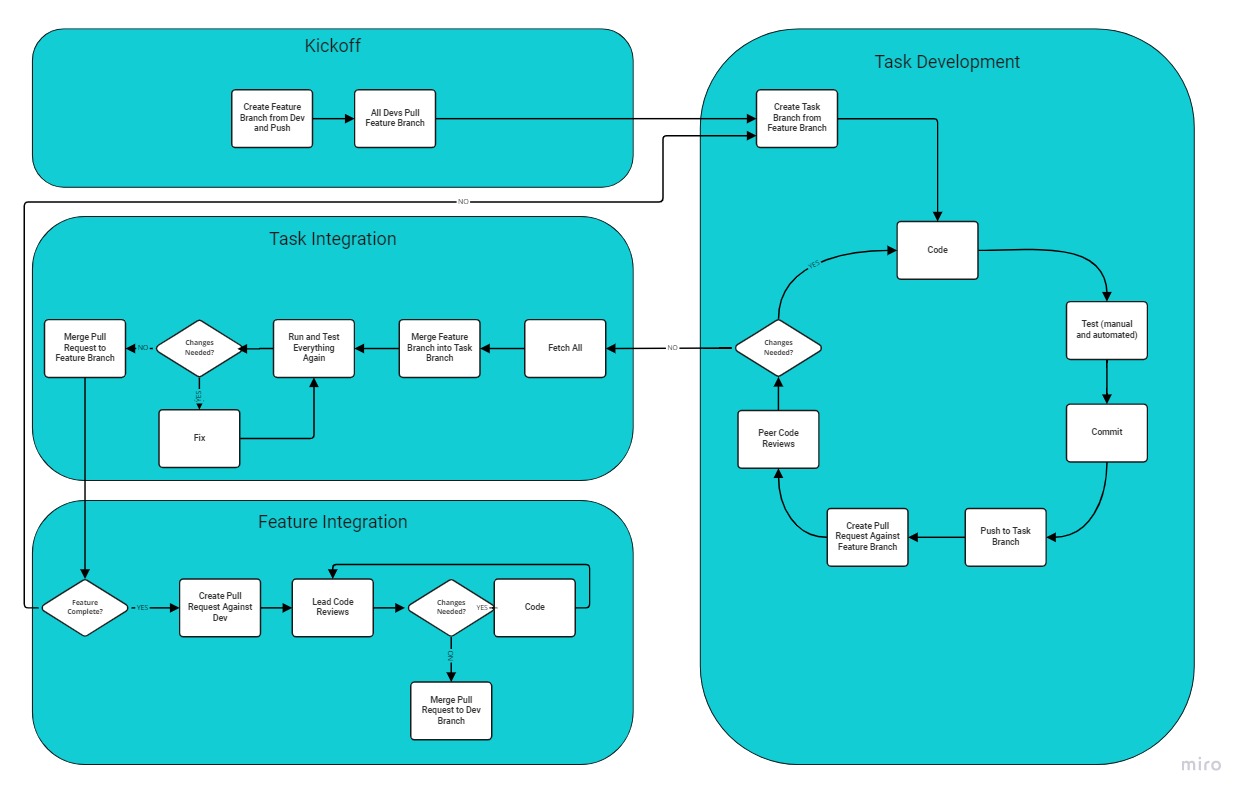 Kickoff
Create Feature
Branch from Dev
and Push
All Devs Pull
Feature Branch
Task Development
Create Task
Branch from
Feature Branch
Code
Test (manual
and automated)
Commit
Push to Task
Branch
Create Pull
Request Against
Feature Branch
Peer Code
Reviews
Changes
Needed?
YES
NO
NO
Task Integration
Fetch All
Merge Feature
Branch into Task
Branch
Run and Test
Everything
Again
Changes
Needed?
YES
Fix
NO
Merge Pull
Request to
Feature Branch
Feature Integration
Feature
Complete?
YES
Create Pull
Request Against
Dev
Lead Code
Reviews
Changes
Needed?
YES
Code
NO
Merge Pull
Request to Dev
Branch
miro